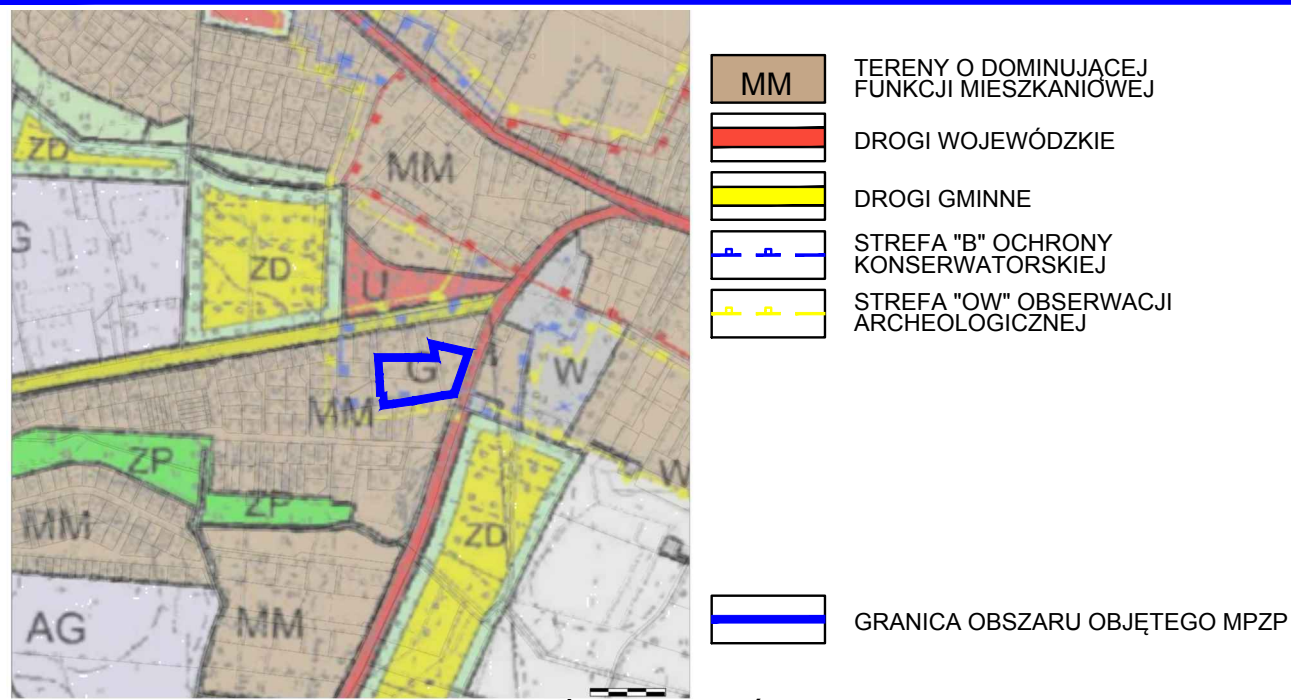 ZD
MM
G
ZD
U
G
W
MM
W
ZP
ZP
MM
ZD
AG
MM
MM
TERENY O DOMINUJĄCEJ
FUNKCJI MIESZKANIOWEJ
DROGI WOJEWÓDZKIE
DROGI GMINNE
STREFA "B" OCHRONY
KONSERWATORSKIEJ
STREFA "OW" OBSERWACJI
ARCHEOLOGICZNEJ
GRANICA OBSZARU OBJĘTEGO MPZP